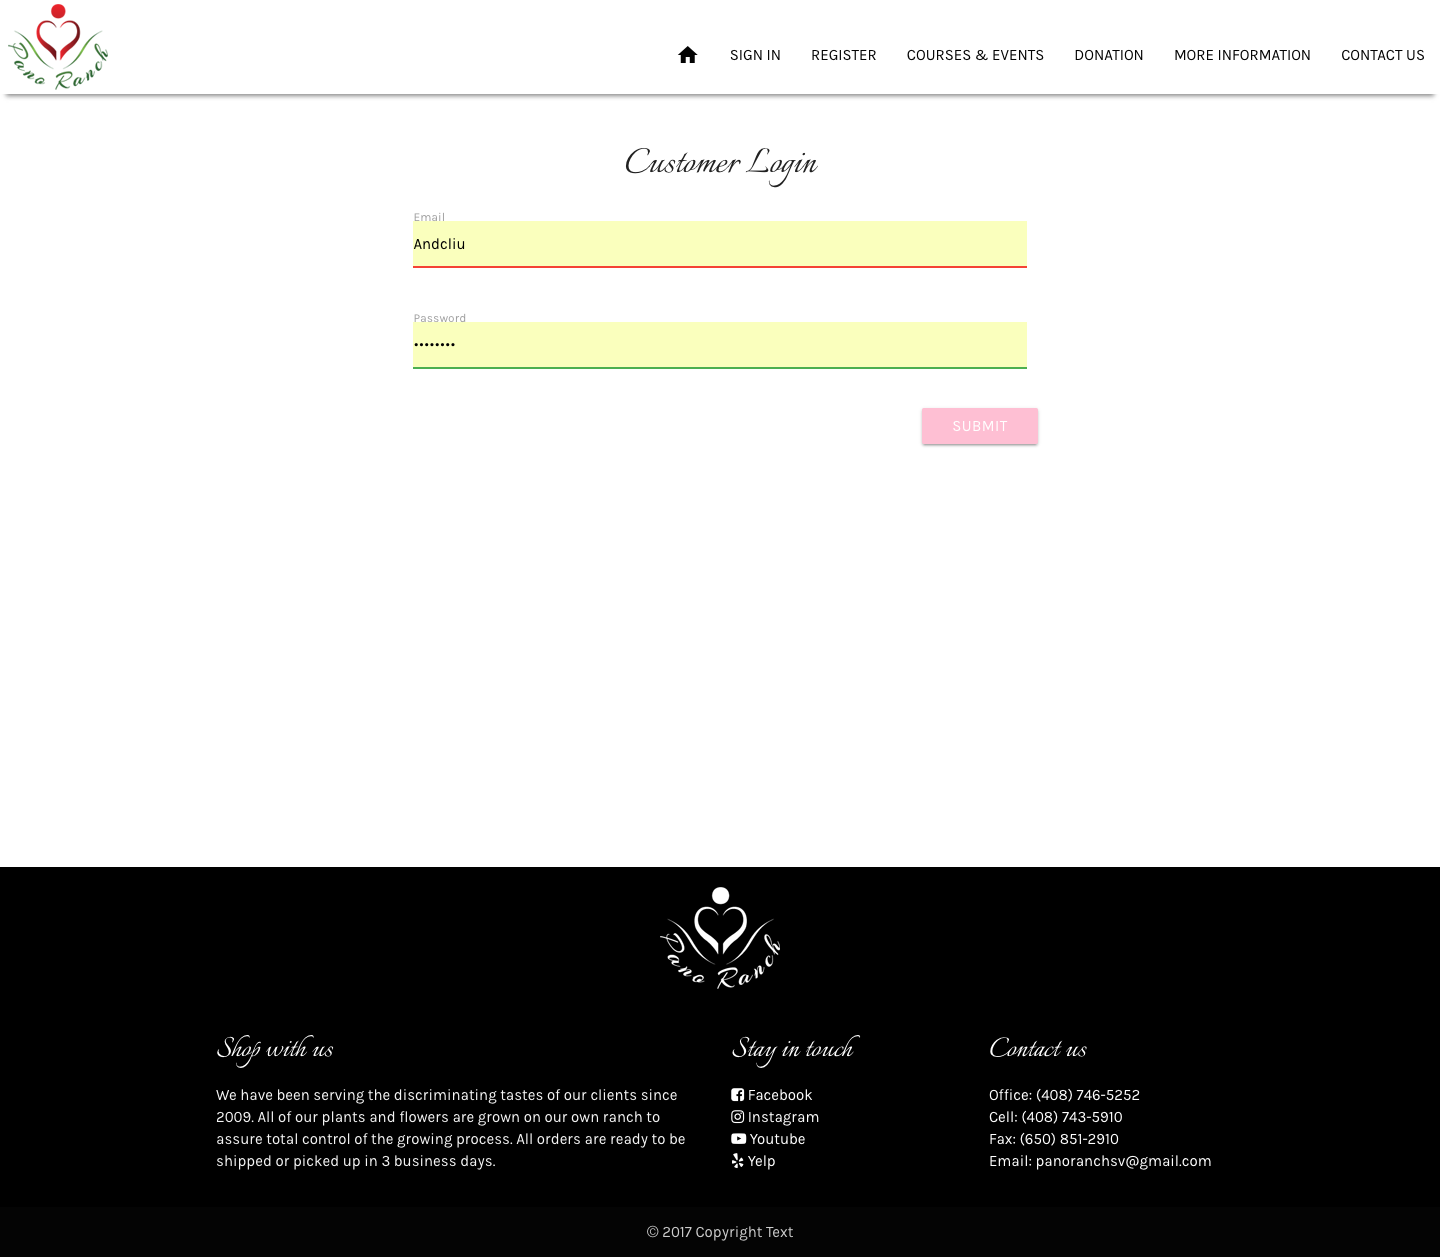 Pano Ranch
SIGN IN REGISTER COURSES & EVENTS DONATION MORE INFORMATION CONTACT US
Customer Login
Email
Andcliu
Password
••••••••
SUBMIT
Pano Ranch
Shop with us
We have been serving the discriminating tastes of our clients since
2009. All of our plants and flowers are grown on our own ranch to
assure total control of the growing process. All orders are ready to be
shipped or picked up in 3 business days.
Stay in touch
Facebook
Instagram
Youtube
Yelp
Contact us
Office: (408) 746-5252
Cell: (408) 743-5910
Fax: (650) 851-2910
Email: panoranchsv@gmail.com
© 2017 Copyright Text